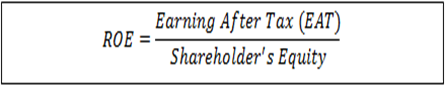 ROE = Earning After Tax (EAT) / Shareholder's Equity